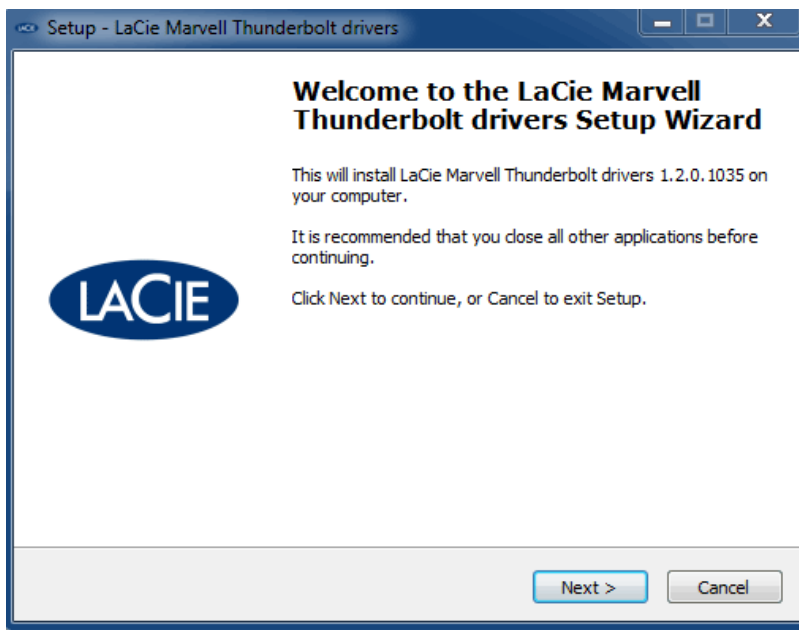 Setup - LaCie Marvell Thunderbolt drivers
Welcome to the LaCie Marvell
Thunderbolt drivers Setup Wizard
This will install LaCie Marvell Thunderbolt drivers 1.2.0.1035 on
your computer.
It is recommended that you close all other applications before
continuing.
LACIE
Click Next to continue, or Cancel to exit Setup.
Next >
Cancel